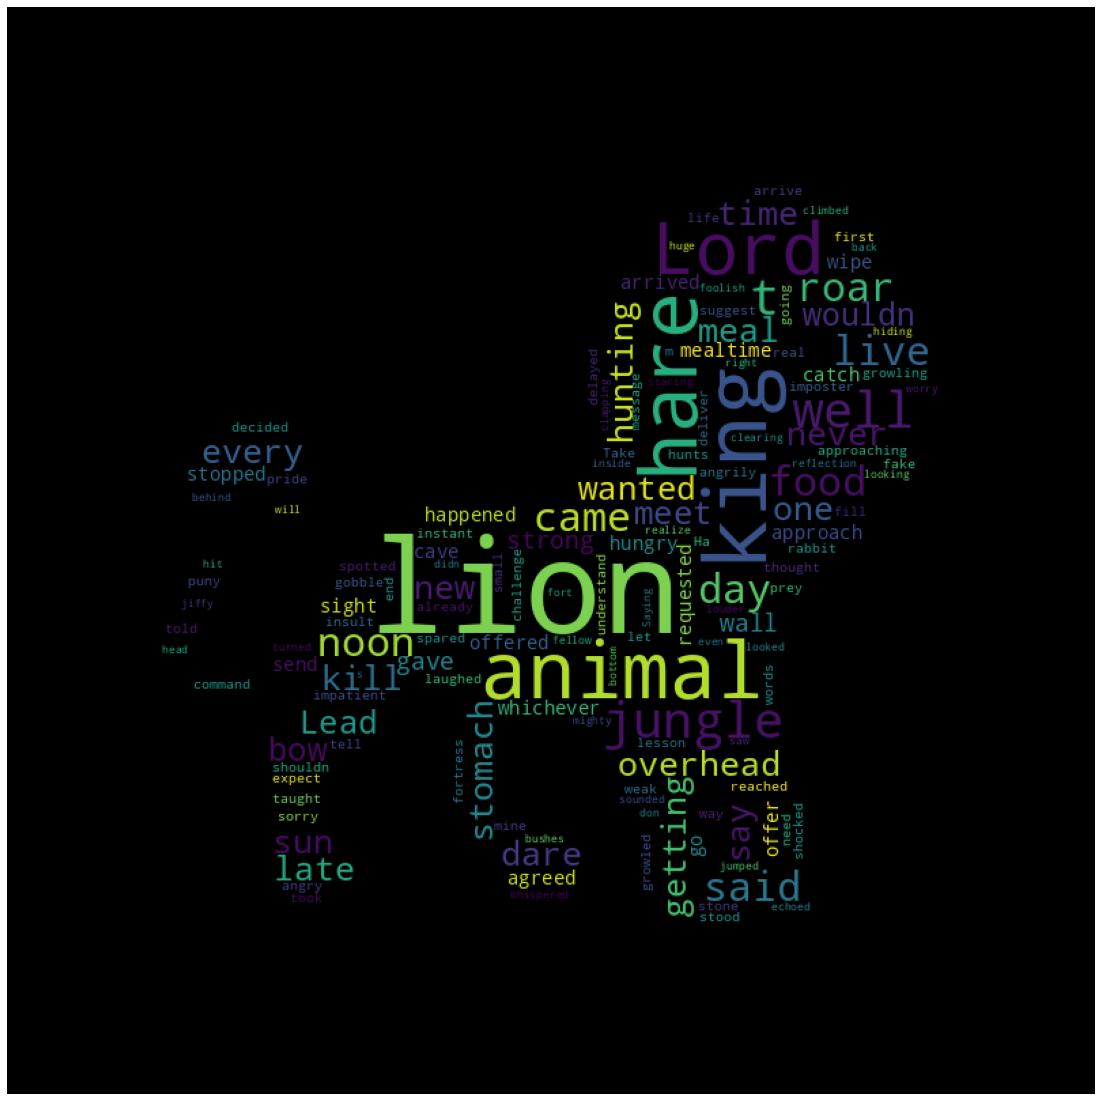 arrive
life time climbed
Lord
huge
first
back
wipe
arrived
foolish
t
going
roar
hunting
hare
suggest
wouldn
meal
hiding
m
mealtime
real
live
right
catch
growling
delayed
clapping
message
staring
king
imposter
worry
deliver
well
decided
clearing
never
every
Take
hunts
approaching
stopped
pride
inside
angrily
reflection
fake
looking
food
behind
wanted
will
happened
came
meet
one
fill
instant
strong
realize
approach
cave
didn
hungry
Ha
rabbit
lion
hit
spotted
small
challenge
understand
requested
thought
puny
gobble
end
new
fort
day
prey
jiffy
sight
already
Saying
louder
told
insult
wall
noon
spared
offered
fellow
let
even
looked
head
turned
animal
send
gave
bottom
command
kill
s
laughed
words
impatient
whichever
Lead
stomach
mighty
jungle
bow
tell
fortress
lesson
saw
shouldn
overhead
expect
weak
reached
taught
sounded
getting
sorry
mine
don
way
say
offer
need
shocked
sun
bushes
go
dare
growled
late
jumped
agreed
said
angry
took
whispered
stone
echoed
stood